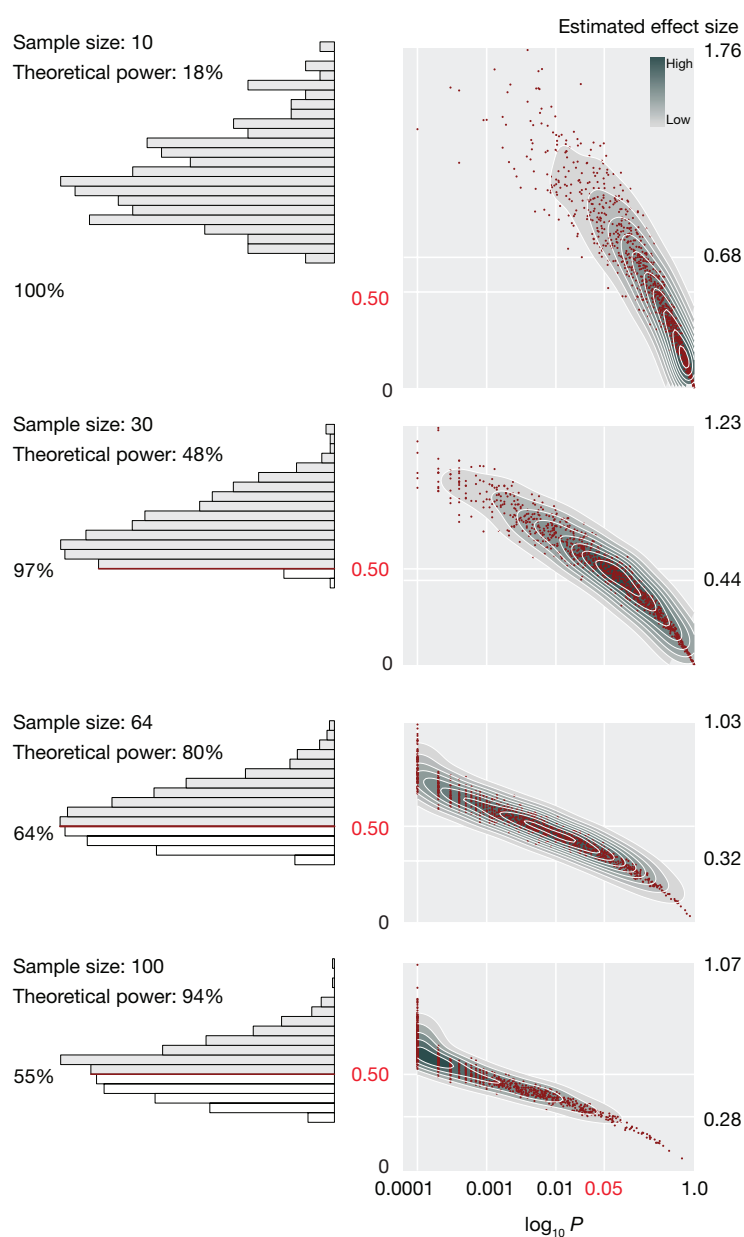 Estimated effect size
Sample size: 10
Theoretical power: 18%
1.76
High
Low
0.68
100%
0.50
0
Sample size: 30
Theoretical power: 48%
1.23
97%
0.50
0.44
0
Sample size: 64
Theoretical power: 80%
1.03
64%
0.50
0.32
0
Sample size: 100
Theoretical power: 94%
1.07
55%
0.50
0.28
0
0.0001 0.001 0.01 0.05 1.0
log10 P